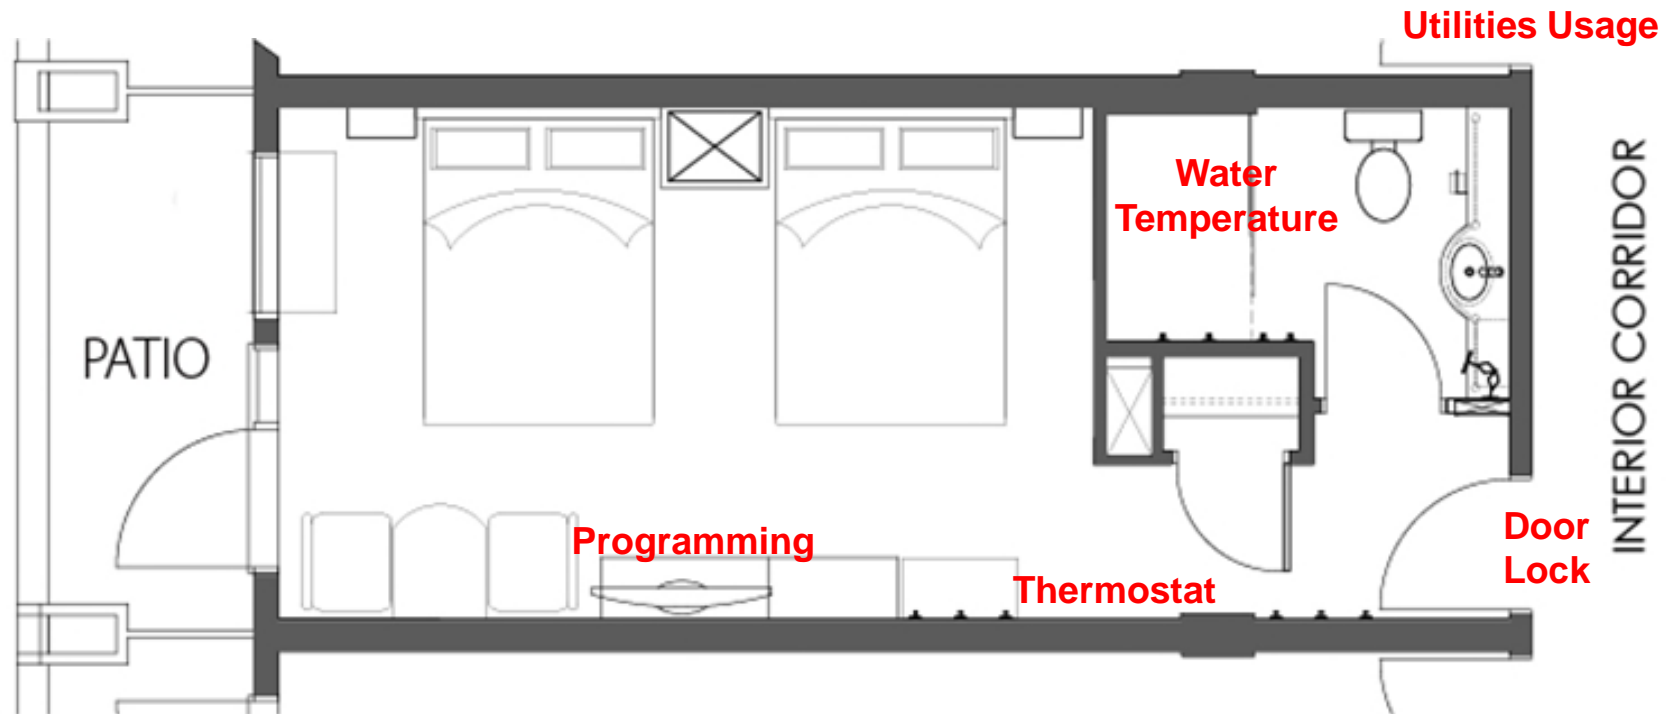 Utilities Usage
Water
Temperature
INTERIOR CORRIDOR
PATIO
Programming
Door
Lock
Thermostat